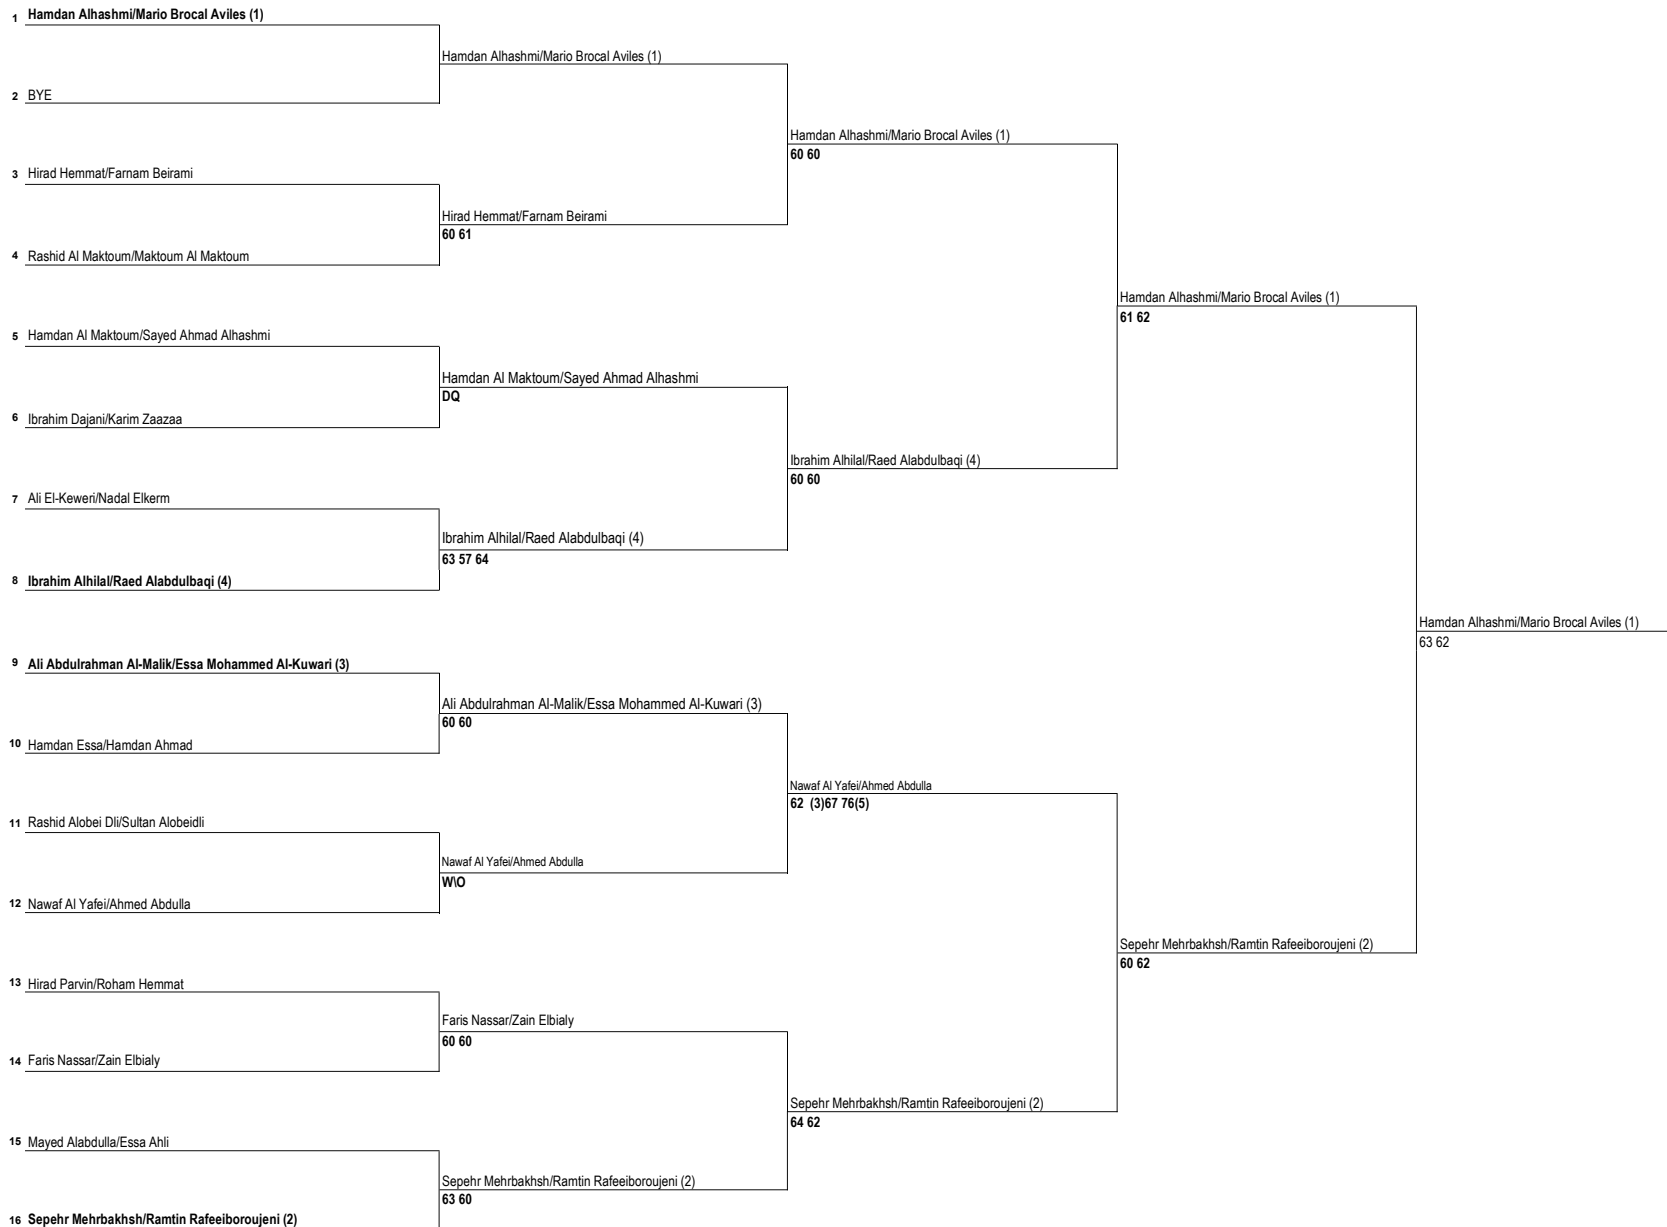 1 Hamdan Alhashmi/Mario Brocal Aviles (1)
Hamdan Alhashmi/Mario Brocal Aviles (1)
2 BYE
Hamdan Alhashmi/Mario Brocal Aviles (1)
60 60
3 Hirad Hemmat/Farnam Beirami
Hirad Hemmat/Farnam Beirami
60 61
4 Rashid Al Maktoum/Maktoum Al Maktoum
Hamdan Alhashmi/Mario Brocal Aviles (1)
61 62
5 Hamdan Al Maktoum/Sayed Ahmad Alhashmi
Hamdan Al Maktoum/Sayed Ahmad Alhashmi
DQ
6 Ibrahim Dajani/Karim Zaazaa
Ibrahim Alhilal/Raed Alabdulbaqi (4)
60 60
7 Ali El-Keweri/Nadal Elkerm
Ibrahim Alhilal/Raed Alabdulbaqi (4)
63 57 64
8 Ibrahim Alhilal/Raed Alabdulbaqi (4)
Hamdan Alhashmi/Mario Brocal Aviles (1)
63 62
9 Ali Abdulrahman Al-Malik/Essa Mohammed Al-Kuwari (3)
Ali Abdulrahman Al-Malik/Essa Mohammed Al-Kuwari (3)
60 60
10 Hamdan Essa/Hamdan Ahmad
Nawaf Al Yafei/Ahmed Abdulla
62 (3)67 76(5)
11 Rashid Alobei Dli/Sultan Alobeidli
Nawaf Al Yafei/Ahmed Abdulla
W\O
12 Nawaf Al Yafei/Ahmed Abdulla
Sepehr Mehrbakhsh/Ramtin Rafeeiboroujeni (2)
60 62
13 Hirad Parvin/Roham Hemmat
Faris Nassar/Zain Elbialy
60 60
14 Faris Nassar/Zain Elbialy
Sepehr Mehrbakhsh/Ramtin Rafeeiboroujeni (2)
64 62
15 Mayed Alabdulla/Essa Ahli
Sepehr Mehrbakhsh/Ramtin Rafeeiboroujeni (2)
63 60
16 Sepehr Mehrbakhsh/Ramtin Rafeeiboroujeni (2)